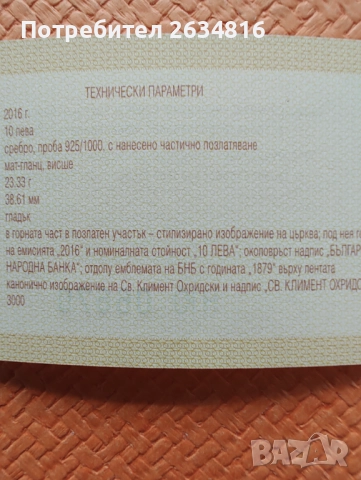 Потребител 2634816
ТЕХНИЧЕСКИ ПАРАМЕТРИ
2016 г.
10 лева
сребро, проба 925/1000, с нанесено частично позлатяване
мат-гланц, висше
23.33 г
38.61 мм
гладък
в горната част в позлатен участък – стилизирано изображение на църква; под нея го
на емисията „2016" и номиналната стойност „10 ЛЕВА"; околовръст надпис „БЪЛГАР
НАРОДНА БАНКА"; отдолу емблемата на БНБ с годината „1879" върху лентата
канонично изображение на Св. Климент Охридски и надпис „СВ. КЛИМЕНТ ОХРИДС
3000
BAZAR
bg